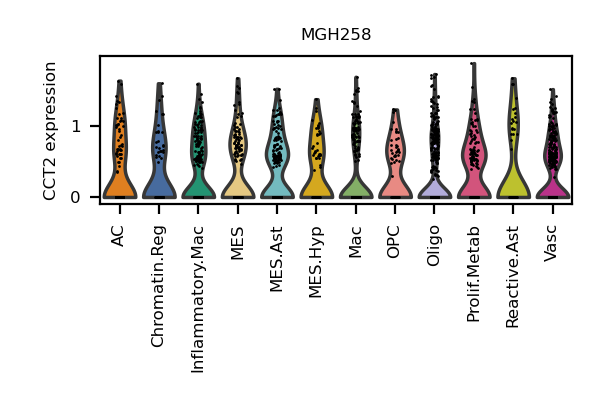 MGH258
CCT2 expression
1
0
AC
Chromatin.Reg
Inflammatory.Mac
MES
MES.Ast
MES.Hyp
Mac
OPC
Oligo
Prolif.Metab
Reactive.Ast
Vasc